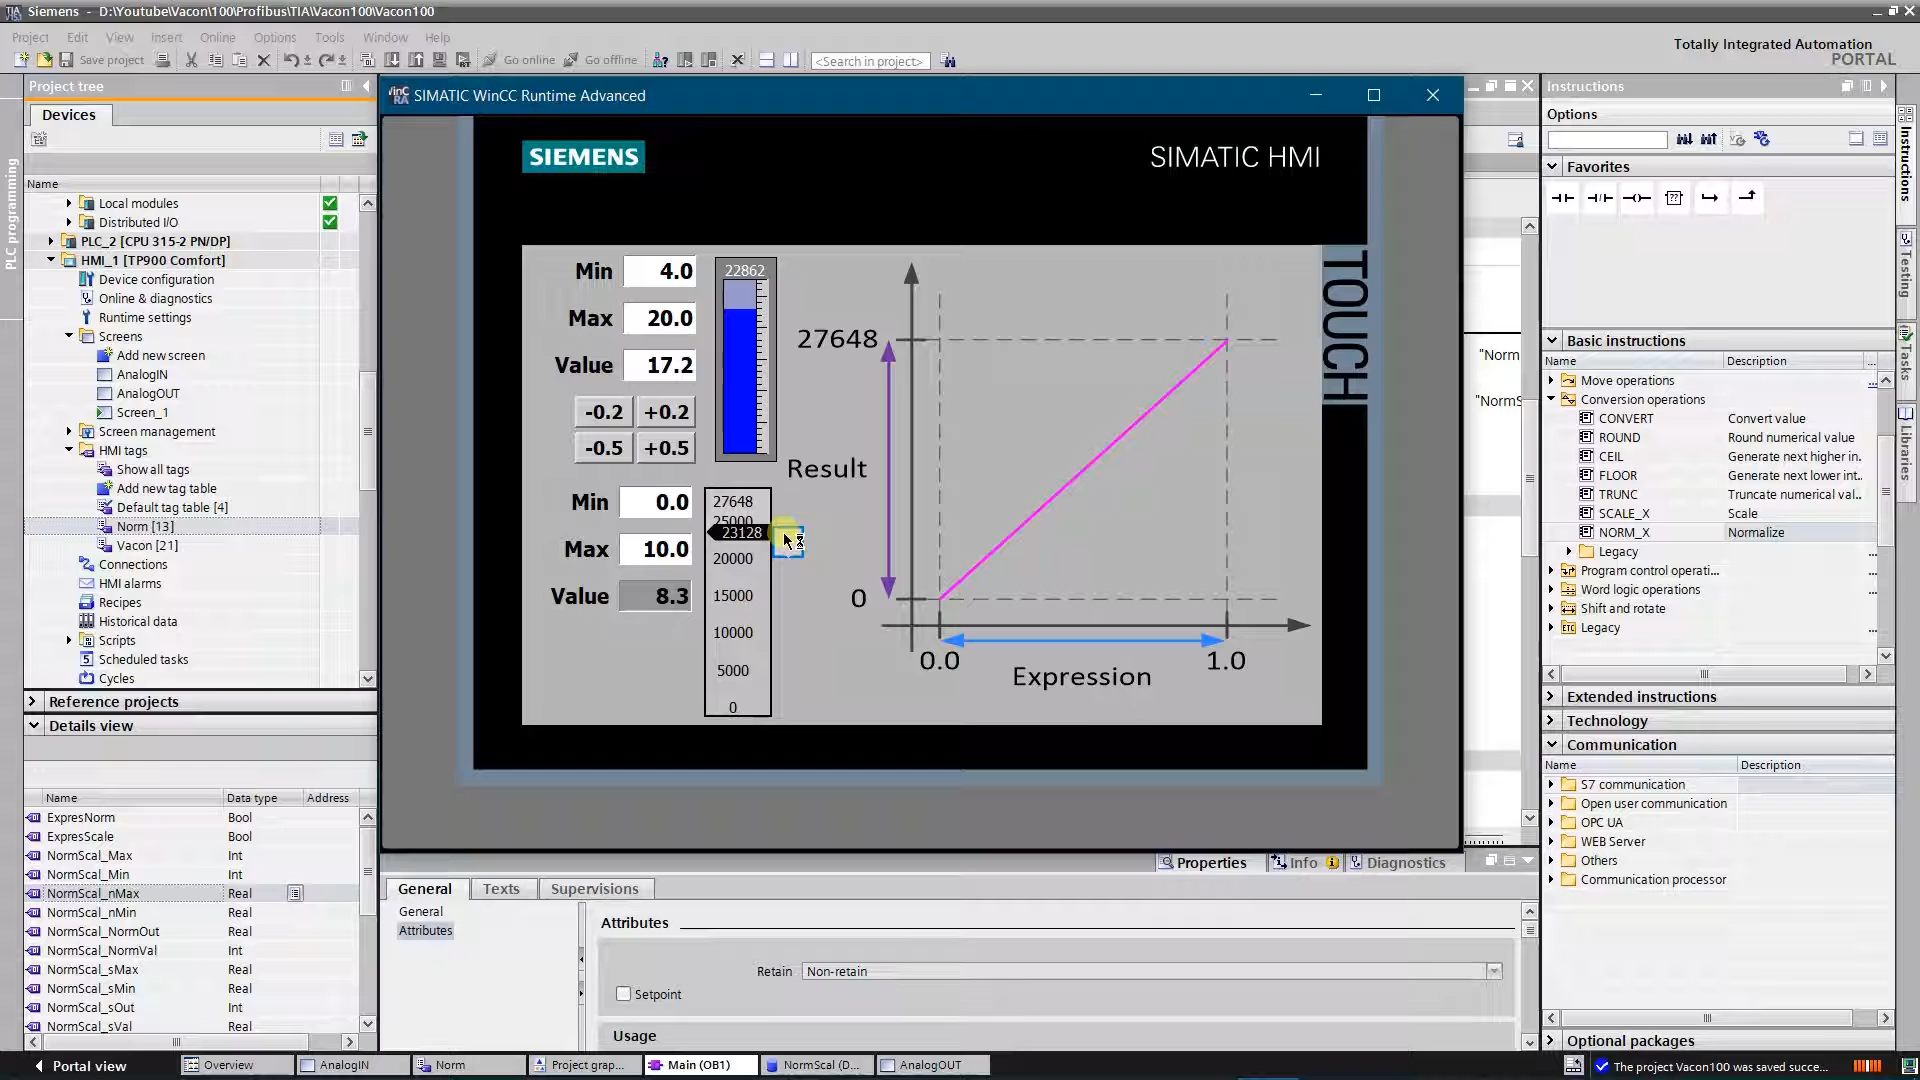 Siemens - D:\Youtube\Vacon\100\Profibus\TIA\Vacon100\Vacon100
Project Edit View Insert Online Options Tools Window Help
Save project Go online Go offline <Search in project>
Totally Integrated Automation
PORTAL
PLC programming
Project tree
Devices
Name
Local modules
Distributed I/O
PLC_2 [CPU 315-2 PN/DP]
HMI_1 [TP900 Comfort]
Device configuration
Online & diagnostics
Runtime settings
Screens
Add new screen
AnalogIN
AnalogOUT
Screen_1
Screen management
HMI tags
Show all tags
Add new tag table
Default tag table [4]
Norm [13]
Vacon [21]
Connections
HMI alarms
Recipes
Historical data
Scripts
Scheduled tasks
Cycles
Reference projects
Details view
Name Data type Address
ExpresNorm Bool
ExpresScale Bool
NormScal_Max Int
NormScal_Min Int
NormScal_nMax Real
NormScal_nMin Real
NormScal_NormOut Real
NormScal_NormVal Int
NormScal_sMax Real
NormScal_sMin Real
NormScal_sOut Int
NormScal_sVal Real
SIMATIC WinCC Runtime Advanced
SIEMENS
SIMATIC HMI
TOUCH
Min 4.0
Max 20.0
Value 17.2
-0.2 +0.2
-0.5 +0.5
22862
Min 0.0
Max 10.0
Value 8.3
27648
25000
23128
20000
15000
10000
5000
0
27648
Result
0
0.0 1.0
Expression
"Norm
"NormS
Properties Info Diagnostics
General Texts Supervisions
General
Attributes
Attributes
Retain Non-retain
Setpoint
Usage
Instructions
Options
Favorites
Basic instructions
Name Description
Move operations
Conversion operations
CONVERT Convert value
ROUND Round numerical value
CEIL Generate next higher in...
FLOOR Generate next lower int...
TRUNC Truncate numerical val...
SCALE_X Scale
NORM_X Normalize
Legacy
Program control operati...
Word logic operations
Shift and rotate
Legacy
Extended instructions
Technology
Communication
Name Description
S7 communication
Open user communication
OPC UA
WEB Server
Others
Communication processor
Optional packages
Instructions
Testing
Tasks
Libraries
Portal view Overview AnalogIN Norm Project grap... Main (OB1) NormScal (D... AnalogOUT
The project Vacon100 was saved succe...